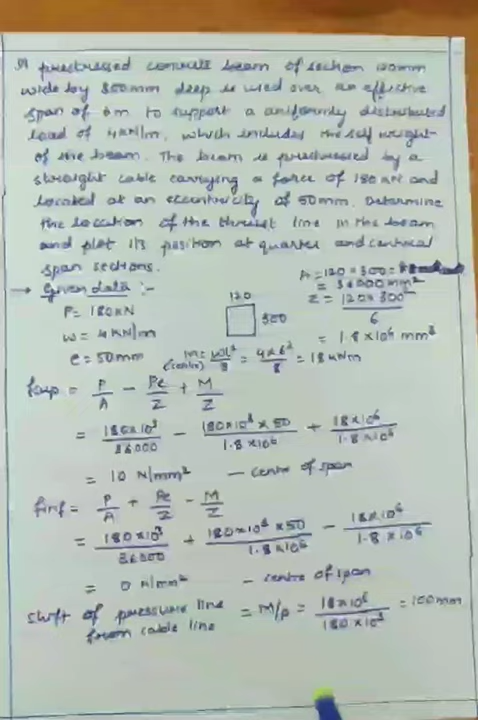 A prestressed concrete beam of section 120mm
wide by 300mm deep is used over an effective
span of 6m to support a uniformly distributed
load of 4kN/m, which includes the self weight
of the beam. The beam is prestressed by a
straight cable carrying a force of 180 kN and
located at an eccentricity of 50mm. Determine
the location of the thrust line in the beam
and plot its position at quarter and central
span sections.
A = 120 × 300 =
= 36000mm²
→ Given data :-
P = 180kN
120
300
Z = 120 × 300² / 6
W = 4 kN/m
= 1.8 × 10⁶ mm³
e = 50mm
M (centre) = wl²/8 = 4×6²/8 = 18 kNm
fsup = P/A − Pe/Z + M/Z
= 180×10³/36000 − 180×10³ × 50/1.8×10⁶ + 18×10⁶/1.8×10⁶
= 10 N/mm² — centre of span
finf = P/A + Pe/Z − M/Z
= 180×10³/36000 + 180×10³ × 50/1.8×10⁶ − 18×10⁶/1.8×10⁶
= 0 N/mm² — centre of span
shift of pressure line = M/P = 18×10⁶/180×10³ = 100mm
from cable line